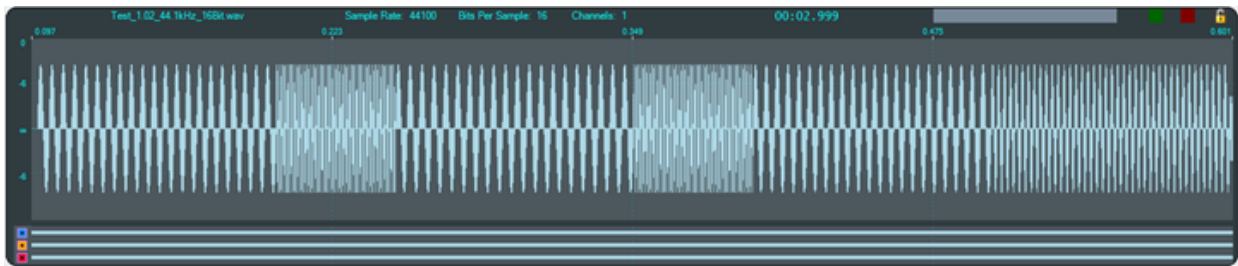 Test_1.02_44.1kHz_16Bit.wav Sample Rate: 44100 Bits Per Sample: 16 Channels: 1 00:02.999
0.097 0.223 0.349 0.475 0.601
0
-6
∞
-6